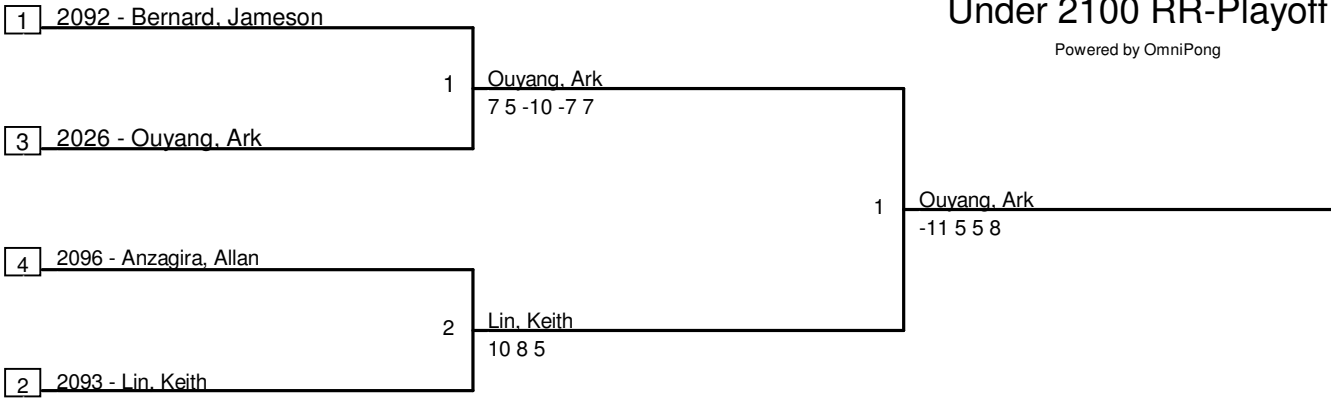 Under 2100 RR-Playoff
Powered by OmniPong
1 2092 - Bernard, Jameson
1 Ouyang, Ark
7 5 -10 -7 7
3 2026 - Ouyang, Ark
1 Ouyang, Ark
-11 5 5 8
4 2096 - Anzagira, Allan
2 Lin, Keith
10 8 5
2 2093 - Lin, Keith